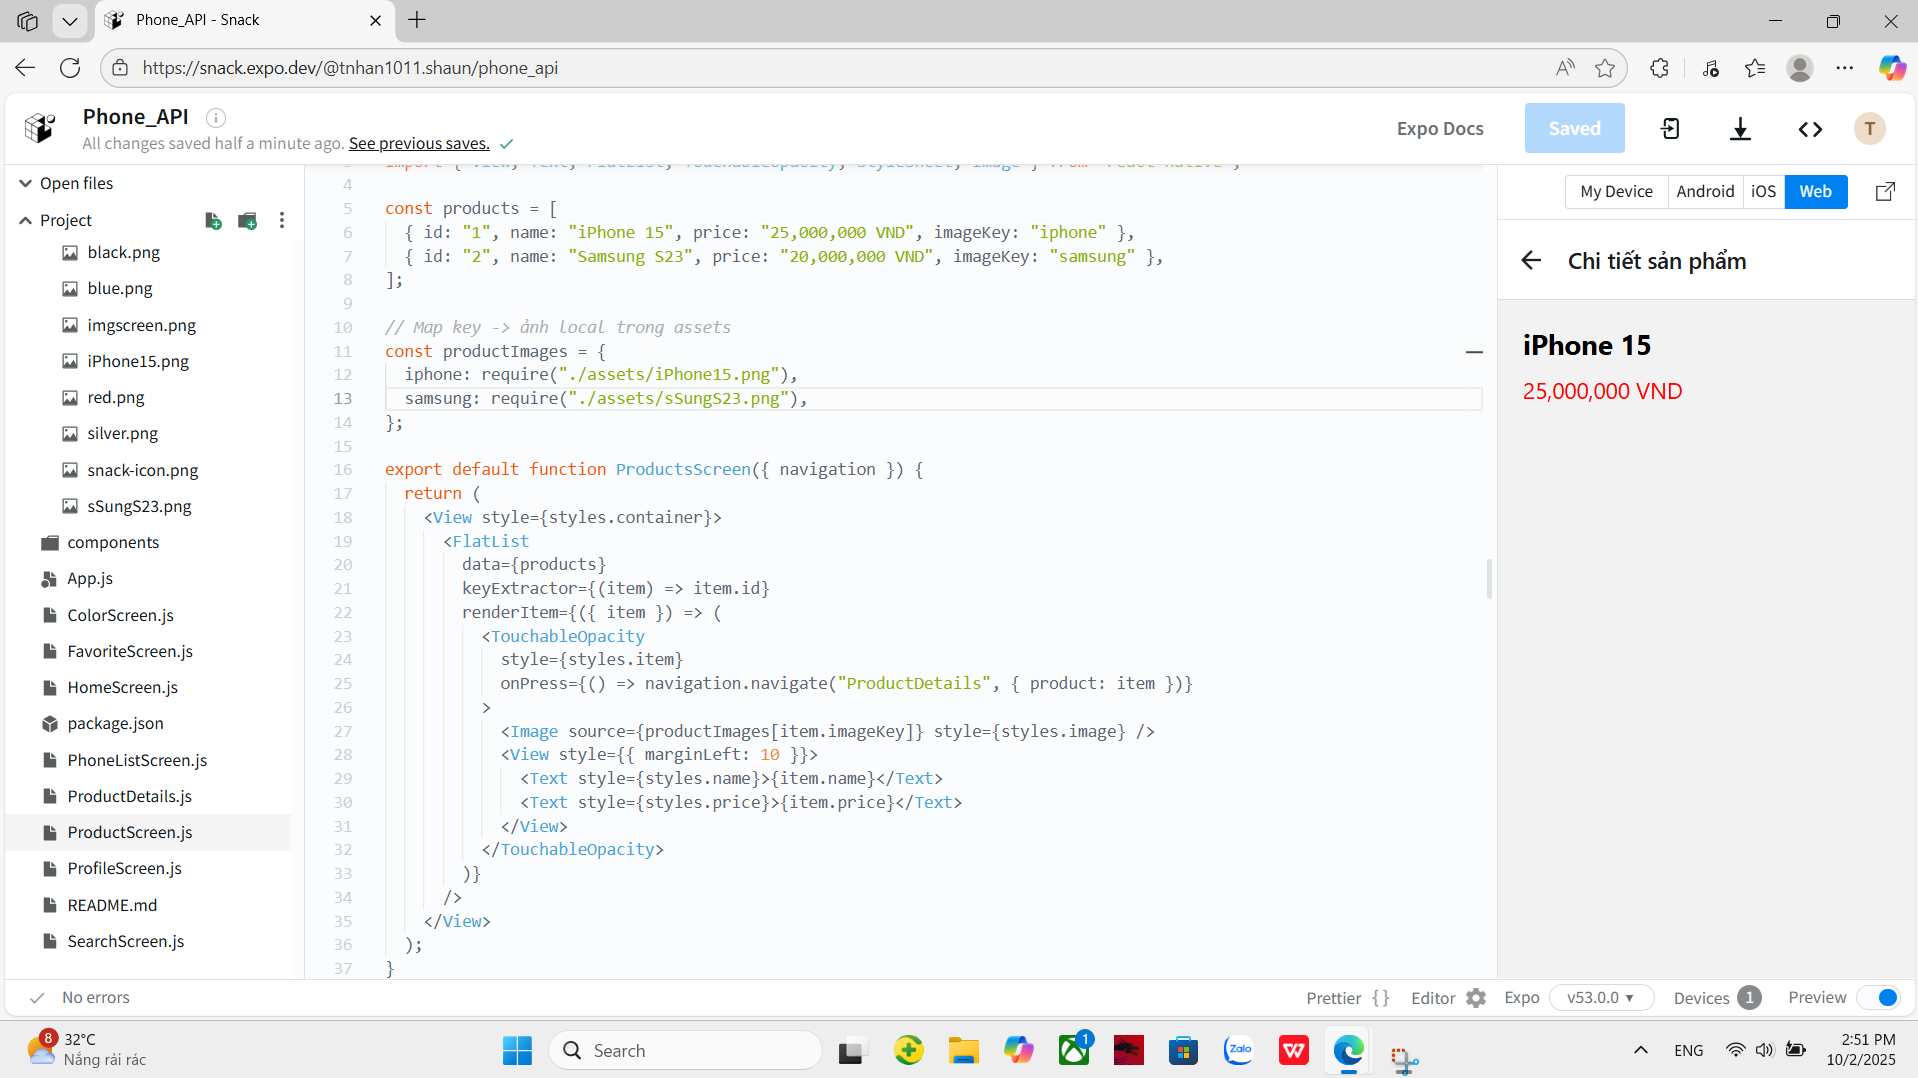 Phone_API - Snack
https://snack.expo.dev/@tnhan1011.shaun/phone_api
Phone_API
All changes saved half a minute ago. See previous saves.
Expo Docs
Saved
T
Open files
Project
black.png
blue.png
imgscreen.png
iPhone15.png
red.png
silver.png
snack-icon.png
sSungS23.png
components
App.js
ColorScreen.js
FavoriteScreen.js
HomeScreen.js
package.json
PhoneListScreen.js
ProductDetails.js
ProductScreen.js
ProfileScreen.js
README.md
SearchScreen.js
3 import { View, Text, FlatList, TouchableOpacity, StyleSheet, Image } from "react-native";
4
5 const products = [
6 { id: "1", name: "iPhone 15", price: "25,000,000 VND", imageKey: "iphone" },
7 { id: "2", name: "Samsung S23", price: "20,000,000 VND", imageKey: "samsung" },
8 ];
9
10 // Map key -> ảnh local trong assets
11 const productImages = {
12 iphone: require("./assets/iPhone15.png"),
13 samsung: require("./assets/sSungS23.png"),
14 };
15
16 export default function ProductsScreen({ navigation }) {
17 return (
18 <View style={styles.container}>
19 <FlatList
20 data={products}
21 keyExtractor={(item) => item.id}
22 renderItem={({ item }) => (
23 <TouchableOpacity
24 style={styles.item}
25 onPress={() => navigation.navigate("ProductDetails", { product: item })}
26 >
27 <Image source={productImages[item.imageKey]} style={styles.image} />
28 <View style={{ marginLeft: 10 }}>
29 <Text style={styles.name}>{item.name}</Text>
30 <Text style={styles.price}>{item.price}</Text>
31 </View>
32 </TouchableOpacity>
33 )}
34 />
35 </View>
36 );
37 }
My Device Android iOS Web
Chi tiết sản phẩm
iPhone 15
25,000,000 VND
No errors
Prettier {} Editor Expo v53.0.0 Devices 1 Preview
8
32°C
Nắng rải rác
Search
1
Zalo
ENG
2:51 PM
10/2/2025